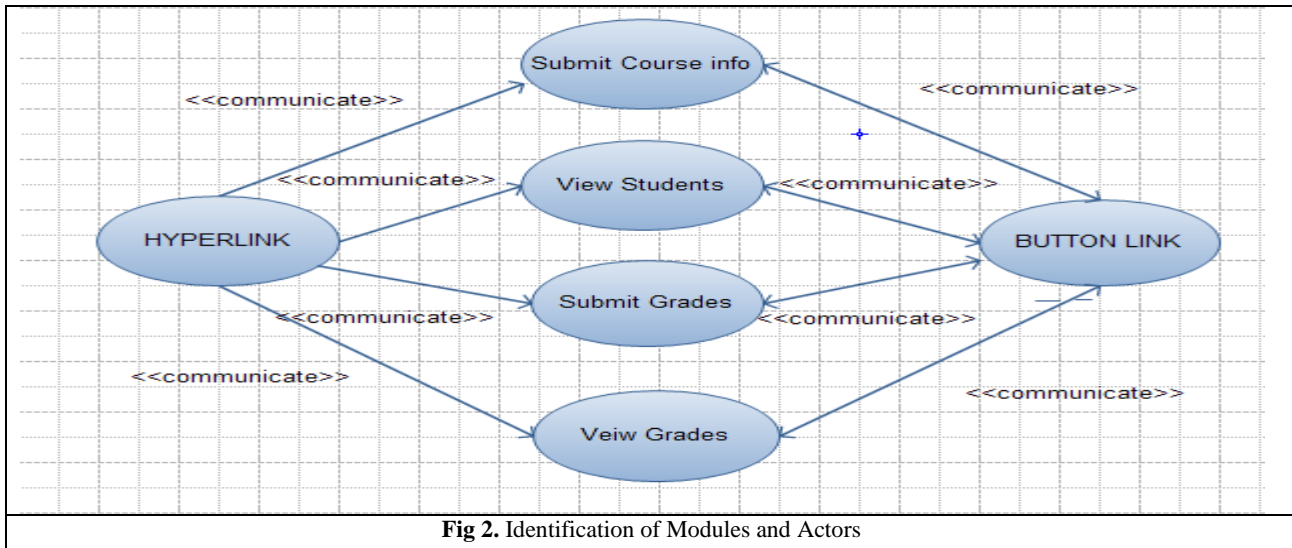 Submit Course info
<<communicate>>
<<communicate>>
<<communicate>>
View Students
<<communicate>>
HYPERLINK
BUTTON LINK
Submit Grades
<<communicate>>
<<communicate>>
<<communicate>>
<<communicate>>
Veiw Grades
Fig 2. Identification of Modules and Actors